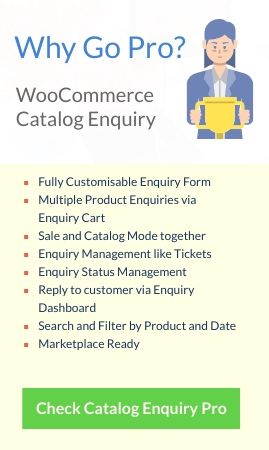 Why Go Pro?
WooCommerce
Catalog Enquiry
Fully Customisable Enquiry Form
Multiple Product Enquiries via
Enquiry Cart
Sale and Catalog Mode together
Enquiry Management like Tickets
Enquiry Status Management
Reply to customer via Enquiry
Dashboard
Search and Filter by Product and Date
Marketplace Ready
Check Catalog Enquiry Pro